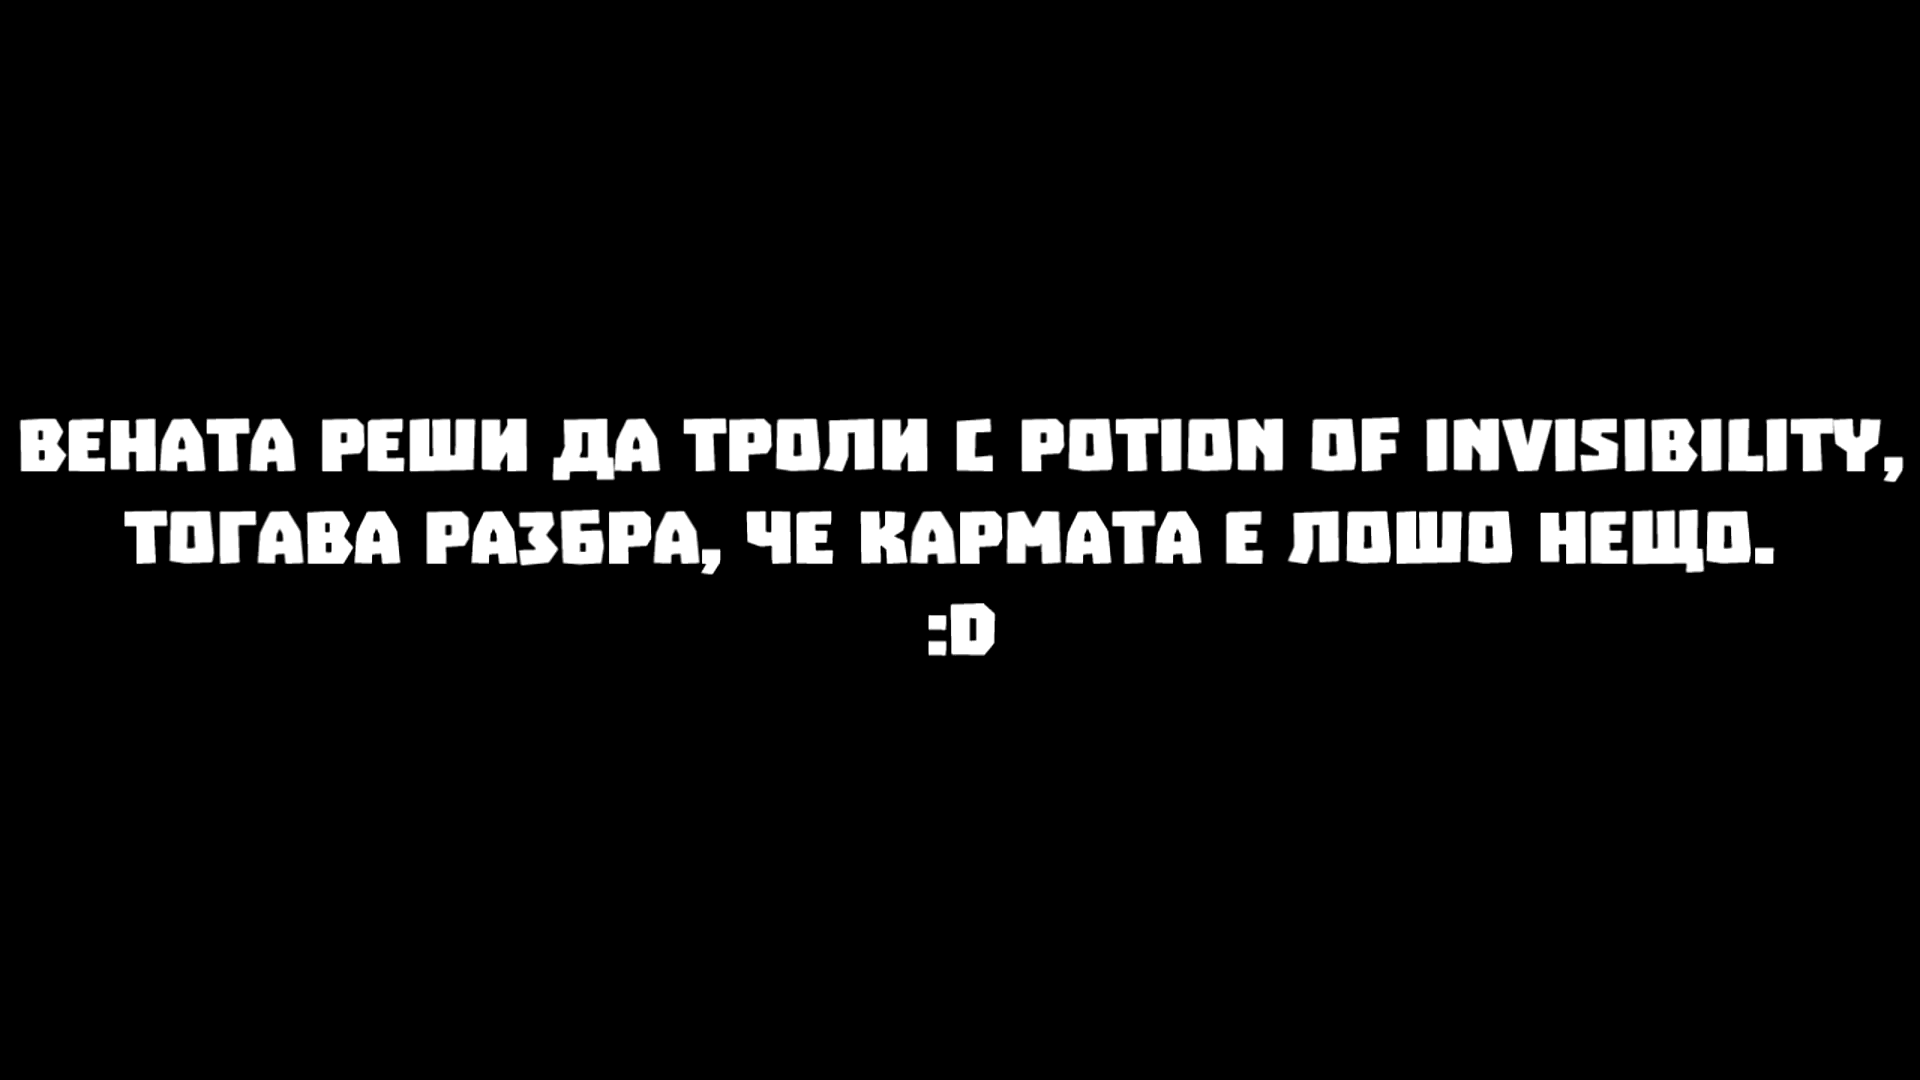 ВЕНАТА РЕШИ ДА ТРОЛИ С POTION OF INVISIBILITY,
ТОГАВА РАЗБРА, ЧЕ КАРМАТА Е ЛОШО НЕЩО.
:D